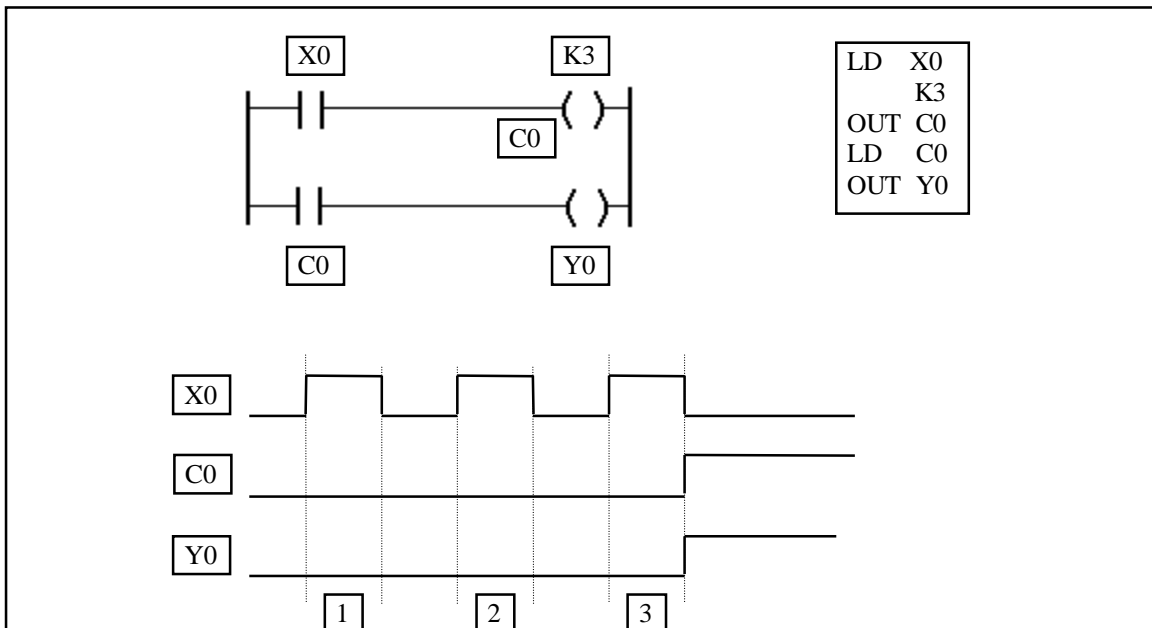 X0 K3
C0
C0 Y0
LD X0
K3
OUT C0
LD C0
OUT Y0
X0
C0
Y0
1 2 3